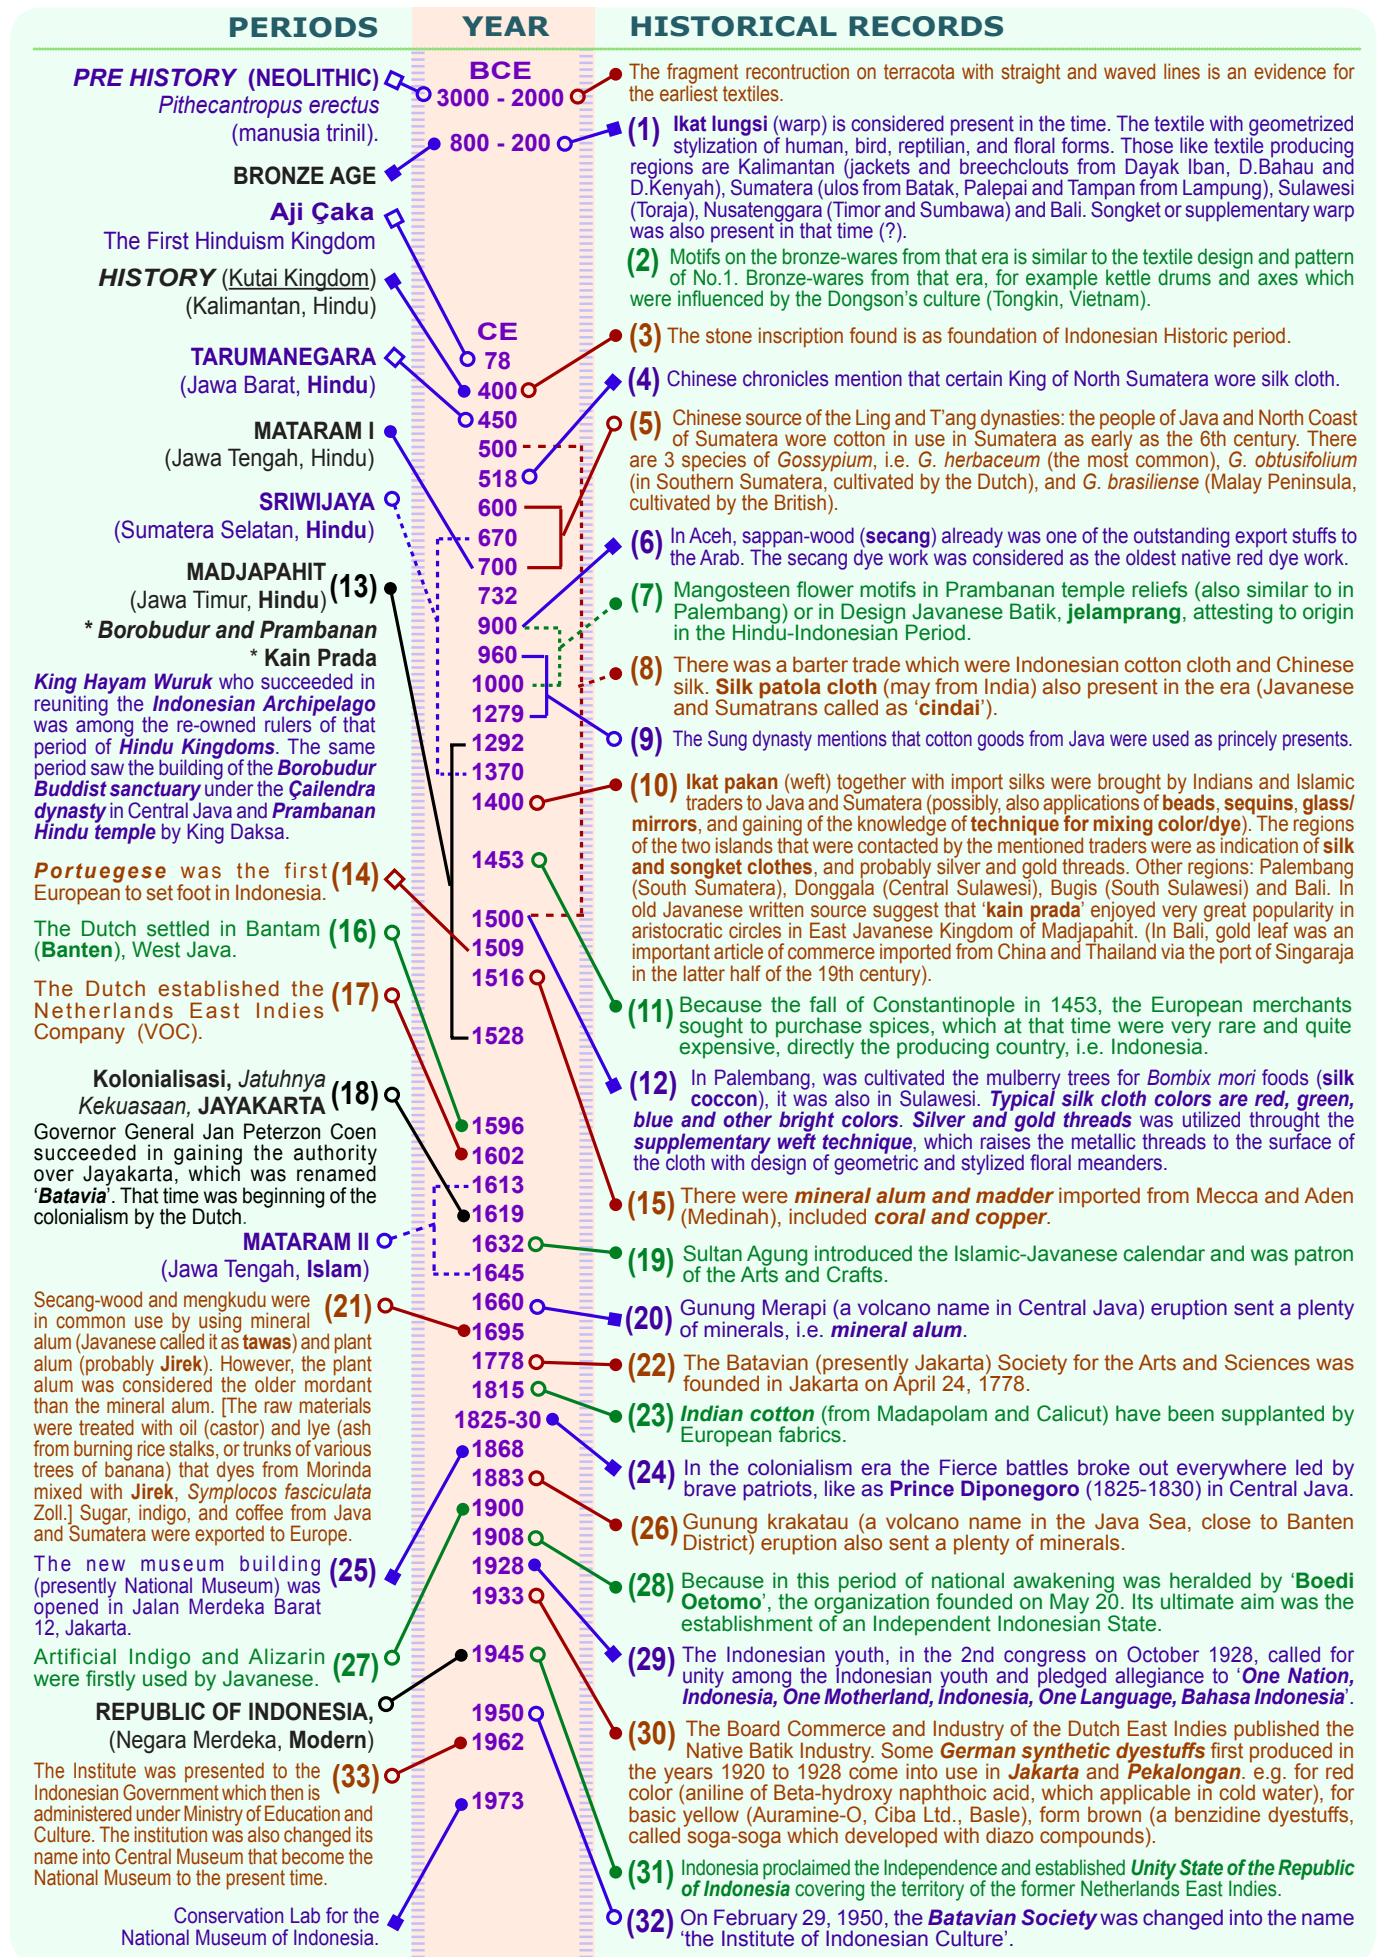 PERIODS
YEAR
HISTORICAL RECORDS
PRE HISTORY (NEOLITHIC)
Pithecantropus erectus
(manusia trinil).
BRONZE AGE
Aji Çaka
The First Hinduism Kingdom
HISTORY (Kutai Kingdom)
(Kalimantan, Hindu)
TARUMANEGARA
(Jawa Barat, Hindu)
MATARAM I
(Jawa Tengah, Hindu)
SRIWIJAYA
(Sumatera Selatan, Hindu)
MADJAPAHIT
(Jawa Timur, Hindu) (13)
* Borobudur and Prambanan
* Kain Prada
King Hayam Wuruk who succeeded in
reuniting the Indonesian Archipelago
was among the re-owned rulers of that
period of Hindu Kingdoms. The same
period saw the building of the Borobudur
Buddist sanctuary under the Çailendra
dynasty in Central Java and Prambanan
Hindu temple by King Daksa.
Portuegese was the first (14)
European to set foot in Indonesia.
The Dutch settled in Bantam (16)
(Banten), West Java.
The Dutch established the (17)
Netherlands East Indies
Company (VOC).
Kolonialisasi, Jatuhnya (18)
Kekuasaan, JAYAKARTA
Governor General Jan Peterzon Coen
succeeded in gaining the authority
over Jayakarta, which was renamed
‘Batavia’. That time was beginning of the
colonialism by the Dutch.
MATARAM II
(Jawa Tengah, Islam)
Secang-wood and mengkudu were (21)
in common use by using mineral
alum (Javanese called it as tawas) and plant
alum (probably Jirek). However, the plant
alum was considered the older mordant
than the mineral alum. [The raw materials
were treated with oil (castor) and lye (ash
from burning rice stalks, or trunks of various
trees of banana) that dyes from Morinda
mixed with Jirek, Symplocos fasciculata
Zoll.] Sugar, indigo, and coffee from Java
and Sumatera were exported to Europe.
The new museum building (25)
(presently National Museum) was
opened in Jalan Merdeka Barat
12, Jakarta.
Artificial Indigo and Alizarin (27)
were firstly used by Javanese.
REPUBLIC OF INDONESIA,
(Negara Merdeka, Modern)
The Institute was presented to the (33)
Indonesian Government which then is
administered under Ministry of Education and
Culture. The institution was also changed its
name into Central Museum that become the
National Museum to the present time.
Conservation Lab for the
National Museum of Indonesia.
BCE
3000 - 2000
800 - 200
CE
78
400
450
500
518
600
670
700
732
900
960
1000
1279
1292
1370
1400
1453
1500
1509
1516
1528
1596
1602
1613
1619
1632
1645
1660
1695
1778
1815
1825-30
1868
1883
1900
1908
1928
1933
1945
1950
1962
1973
The fragment recontruction on terracota with straight and waved lines is an evidence for
the earliest textiles.
(1) Ikat lungsi (warp) is considered present in the time. The textile with geometrized
stylization of human, bird, reptilian, and floral forms. Those like textile producing
regions are Kalimantan (jackets and breechclouts from Dayak Iban, D.Bahau and
D.Kenyah), Sumatera (ulos from Batak, Palepai and Tampan from Lampung), Sulawesi
(Toraja), Nusatenggara (Timor and Sumbawa) and Bali. Songket or supplementary warp
was also present in that time (?).
(2) Motifs on the bronze-wares from that era is similar to the textile design and pattern
of No.1. Bronze-wares from that era, for example kettle drums and axes which
were influenced by the Dongson's culture (Tongkin, Vietnam).
(3) The stone inscription found is as foundation of Indonesian Historic period.
(4) Chinese chronicles mention that certain King of North Sumatera wore silk cloth.
(5) Chinese source of the Ling and T'ang dynasties: the people of Java and North Coast
of Sumatera wore cotton in use in Sumatera as early as the 6th century. There
are 3 species of Gossypium, i.e. G. herbaceum (the most common), G. obtusifolium
(in Southern Sumatera, cultivated by the Dutch), and G. brasiliense (Malay Peninsula,
cultivated by the British).
(6) In Aceh, sappan-wood (secang) already was one of the outstanding export stuffs to
the Arab. The secang dye work was considered as the oldest native red dye work.
(7) Mangosteen flower motifs in Prambanan temple reliefs (also similar to in
Palembang) or in Design Javanese Batik, jelamprang, attesting to origin
in the Hindu-Indonesian Period.
(8) There was a barter trade which were Indonesian cotton cloth and Chinese
silk. Silk patola cloth (may from India) also present in the era (Javanese
and Sumatrans called as ‘cindai’).
(9) The Sung dynasty mentions that cotton goods from Java were used as princely presents.
(10) Ikat pakan (weft) together with import silks were brought by Indians and Islamic
traders to Java and Sumatera (possibly, also applications of beads, sequins, glass/
mirrors, and gaining of the knowledge of technique for mixing color/dye). The regions
of the two islands that were contacted by the mentioned traders were as indication of silk
and songket clothes, and probably silver and gold threads. Other regions: Palembang
(South Sumatera), Donggala (Central Sulawesi), Bugis (South Sulawesi) and Bali. In
old Javanese written source suggest that ‘kain prada’ enjoyed very great popularity in
aristocratic circles in East Javanese Kingdom of Madjapahit. (In Bali, gold leaf was an
important article of commerce imported from China and Thailand via the port of Singaraja
in the latter half of the 19th century).
(11) Because the fall of Constantinople in 1453, the European merchants
sought to purchase spices, which at that time were very rare and quite
expensive, directly the producing country, i.e. Indonesia.
(12) In Palembang, was cultivated the mulberry trees for Bombix mori foods (silk
coccon), it was also in Sulawesi. Typical silk cloth colors are red, green,
blue and other bright colors. Silver and gold threads was utilized throught the
supplementary weft technique, which raises the metallic threads to the surface of
the cloth with design of geometric and stylized floral meanders.
(15) There were mineral alum and madder imported from Mecca and Aden
(Medinah), included coral and copper.
(19) Sultan Agung introduced the Islamic-Javanese calendar and was patron
of the Arts and Crafts.
(20) Gunung Merapi (a volcano name in Central Java) eruption sent a plenty
of minerals, i.e. mineral alum.
(22) The Batavian (presently Jakarta) Society for the Arts and Sciences was
founded in Jakarta on April 24, 1778.
(23) Indian cotton (from Madapolam and Calicut) have been supplanted by
European fabrics.
(24) In the colonialism era the Fierce battles broke out everywhere led by
brave patriots, like as Prince Diponegoro (1825-1830) in Central Java.
(26) Gunung krakatau (a volcano name in the Java Sea, close to Banten
District) eruption also sent a plenty of minerals.
(28) Because in this period of national awakening was heralded by ‘Boedi
Oetomo’, the organization founded on May 20. Its ultimate aim was the
establishment of an Independent Indonesian State.
(29) The Indonesian youth, in the 2nd congress on October 1928, called for
unity among the Indonesian youth and pledged allegiance to ‘One Nation,
Indonesia, One Motherland, Indonesia, One Language, Bahasa Indonesia’.
(30) The Board Commerce and Industry of the Dutch East Indies published the
Native Batik Industry. Some German synthetic dyestuffs first produced in
the years 1920 to 1928 come into use in Jakarta and Pekalongan. e.g. for red
color (aniline of Beta-hydroxy naphthoic acid, which applicable in cold water), for
basic yellow (Auramine-O, Ciba Ltd., Basle), form brown (a benzidine dyestuffs,
called soga-soga which developed with diazo compounds).
(31) Indonesia proclaimed the Independence and established Unity State of the Republic
of Indonesia covering the territory of the former Netherlands East Indies.
(32) On February 29, 1950, the Batavian Society was changed into the name
‘the Institute of Indonesian Culture’.